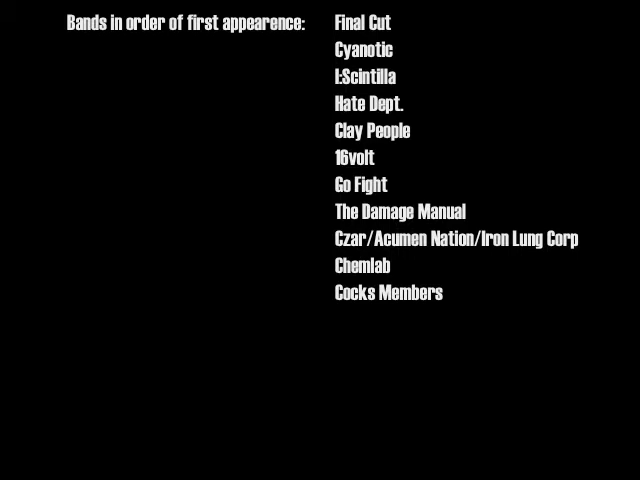 Bands in order of first appearence: Final Cut
Cyanotic
I:Scintilla
Hate Dept.
Clay People
16volt
Go Fight
The Damage Manual
Czar/Acumen Nation/Iron Lung Corp
Chemlab
Cocks Members